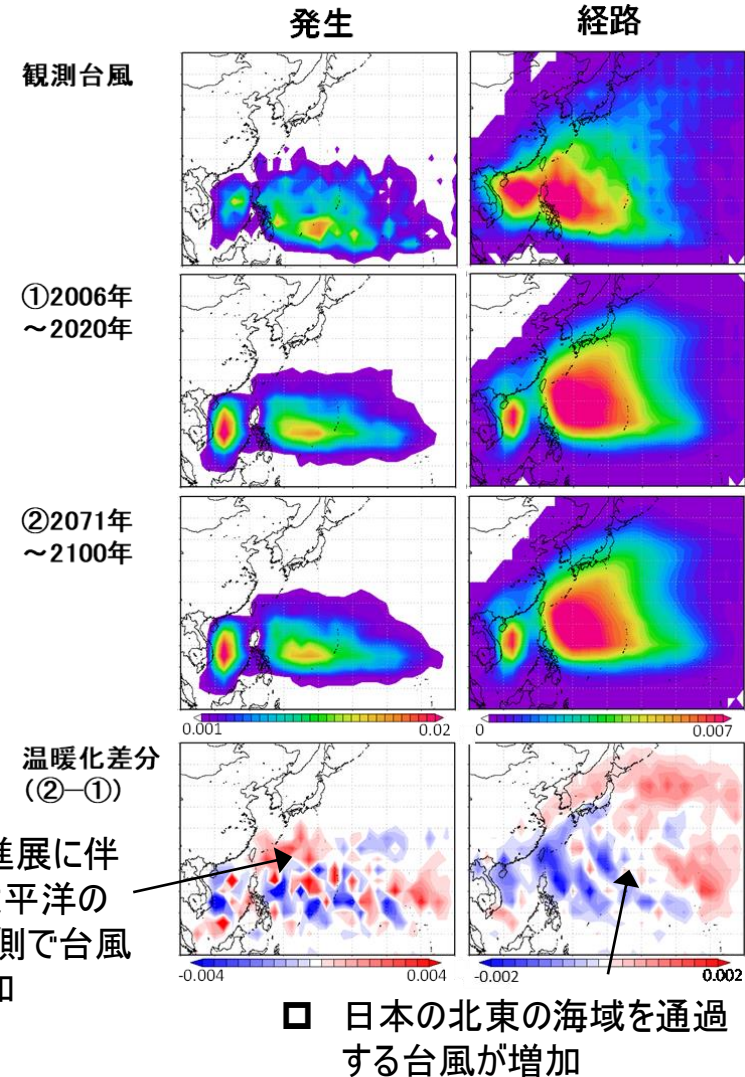 発生 経路
観測台風
①2006年
～2020年
②2071年
～2100年
0.001 0.02 0 0.007
温暖化差分
(②―①)
展に伴
平洋の
側で台風
-0.004 0.004 -0.002 0.002
□ 日本の北東の海域を通過
する台風が増加